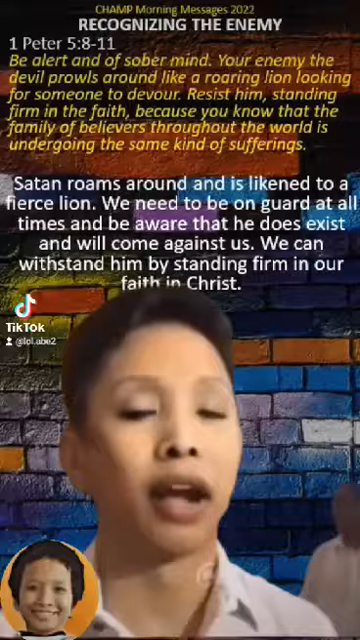 CHAMP Morning Messages 2022
RECOGNIZING THE ENEMY
1 Peter 5:8-11
Be alert and of sober mind. Your enemy the
devil prowls around like a roaring lion looking
for someone to devour. Resist him, standing
firm in the faith, because you know that the
family of believers throughout the world is
undergoing the same kind of sufferings.
Satan roams around and is likened to a
fierce lion. We need to be on guard at all
times and be aware that he does exist
and will come against us. We can
withstand him by standing firm in our
faith in Christ.
TikTok
@lol.abe2